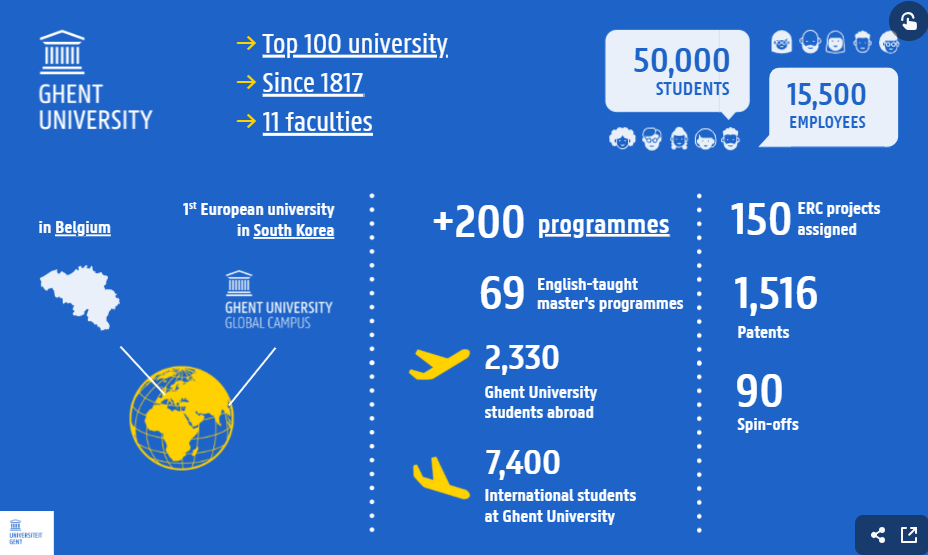 GHENT
UNIVERSITY
→ Top 100 university
→ Since 1817
→ 11 faculties
50,000
STUDENTS
15,500
EMPLOYEES
in Belgium
1st European university
in South Korea
GHENT UNIVERSITY
GLOBAL CAMPUS
+200 programmes
69 English-taught
master's programmes
2,330
Ghent University
students abroad
7,400
International students
at Ghent University
150 ERC projects
assigned
1,516
Patents
90
Spin-offs
UNIVERSITEIT
GENT